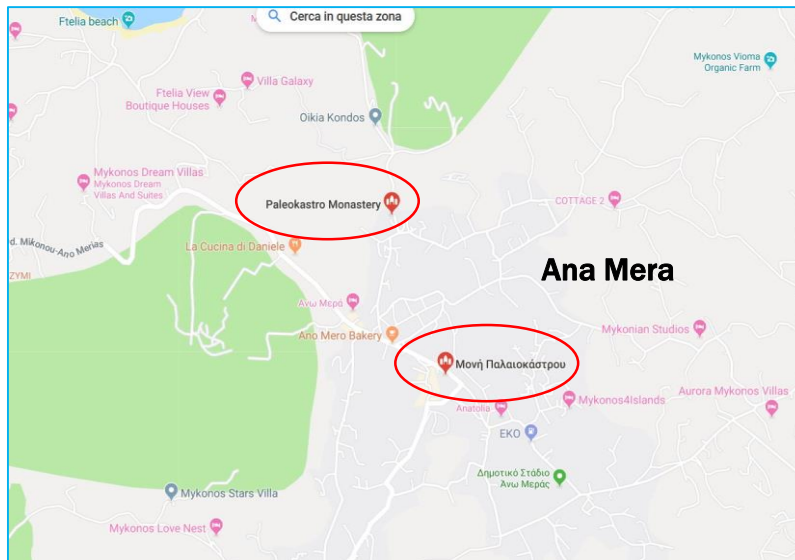 Ftelia beach
Cerca in questa zona
Mykonos Vioma
Organic Farm
Villa Galaxy
Ftelia View
Boutique Houses
Oikia Kondos
Mykonos Dream Villas
Mykonos Dream
Villas And Suites
Paleokastro Monastery
COTTAGE 2
d. Mikonou-Ano Merias
La Cucina di Daniele
ZYMI
Ana Mera
Ανω Μερά
Ano Mero Bakery
Mykonian Studios
Μονή Παλαιοκάστρου
Aurora Mykonos Villas
Mykonos4Islands
Anatolia
EKO
Δημοτικό Στάδιο
Άνω Μεράς
Mykonos Stars Villa
Mykonos Love Nest